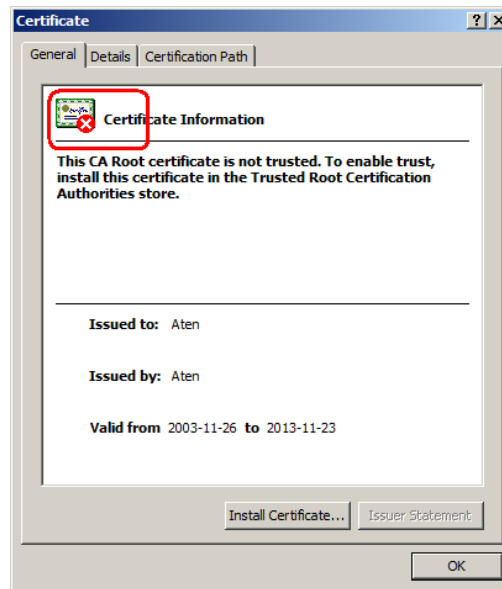 Certificate
General Details Certification Path
Certificate Information
This CA Root certificate is not trusted. To enable trust,
install this certificate in the Trusted Root Certification
Authorities store.
Issued to: Aten
Issued by: Aten
Valid from 2003-11-26 to 2013-11-23
Install Certificate... Issuer Statement
OK